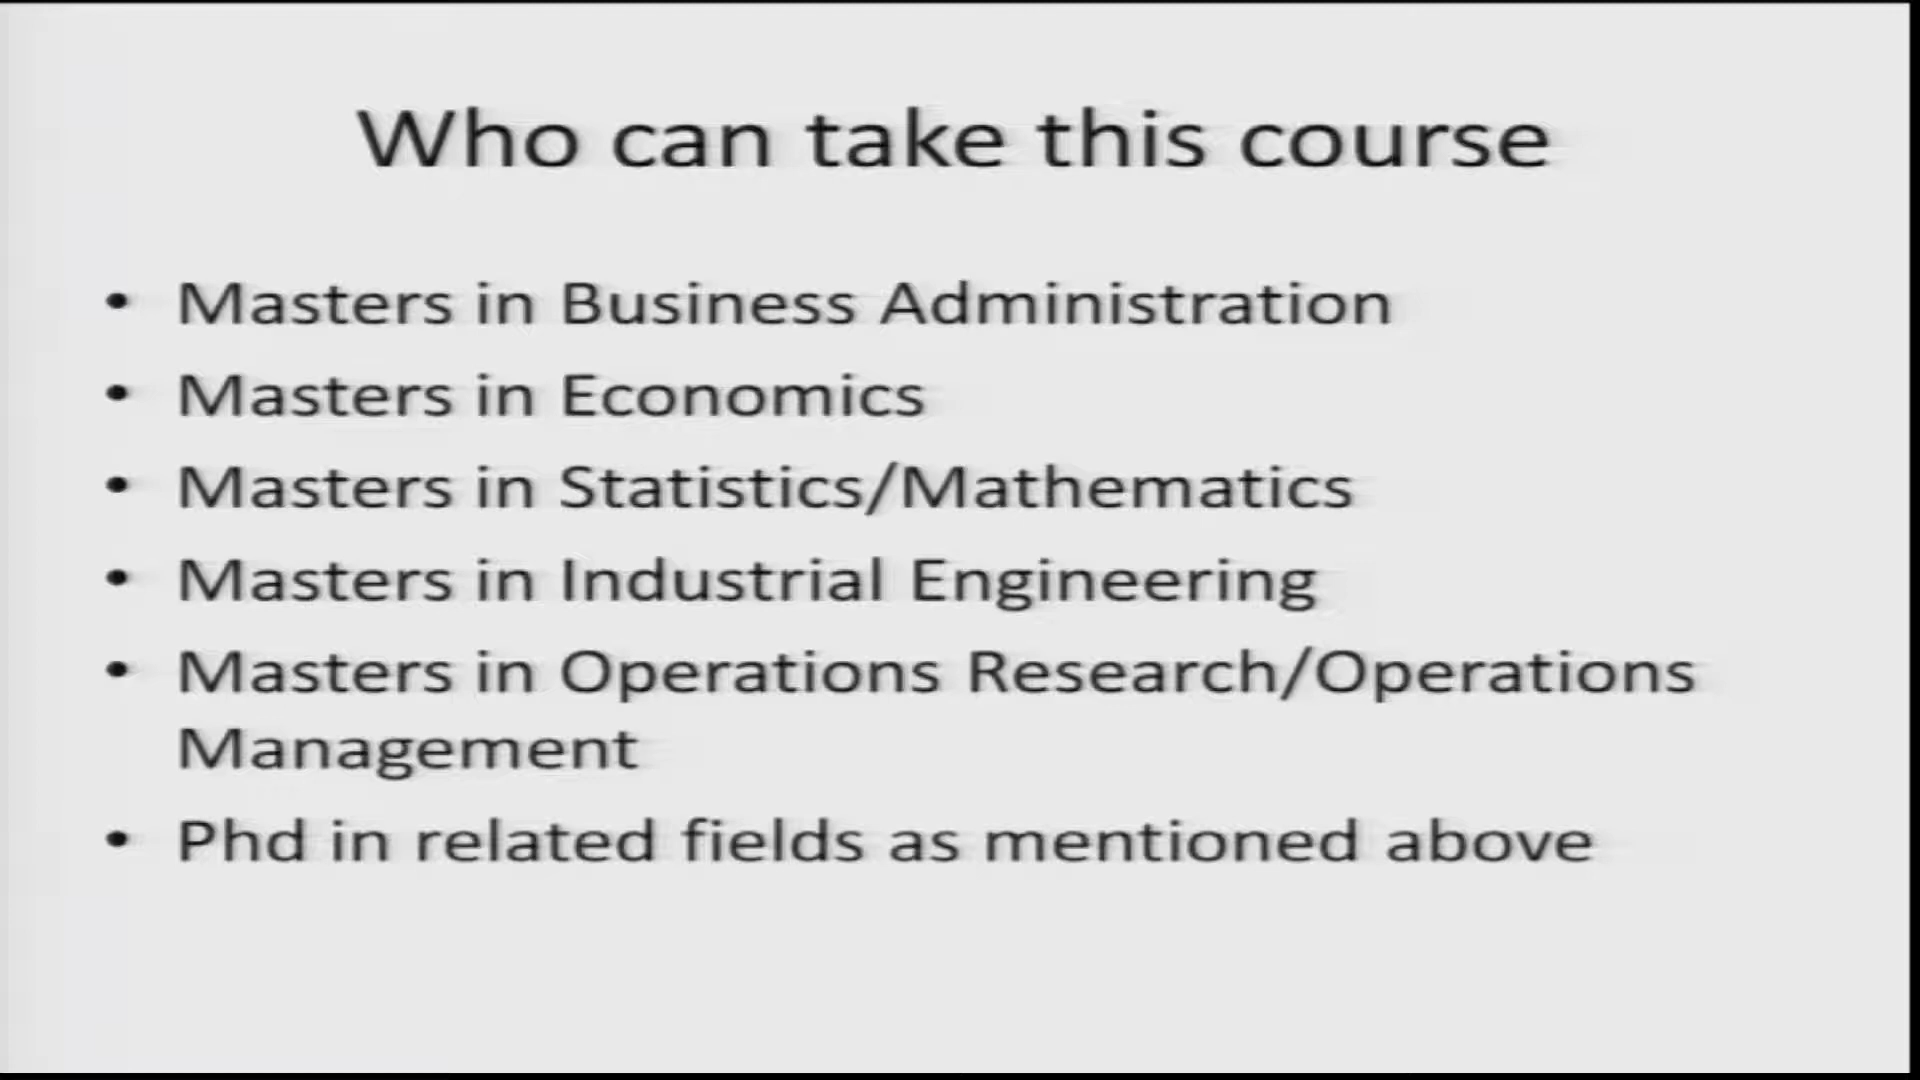 Who can take this course
• Masters in Business Administration
• Masters in Economics
• Masters in Statistics/Mathematics
• Masters in Industrial Engineering
• Masters in Operations Research/Operations
Management
• Phd in related fields as mentioned above